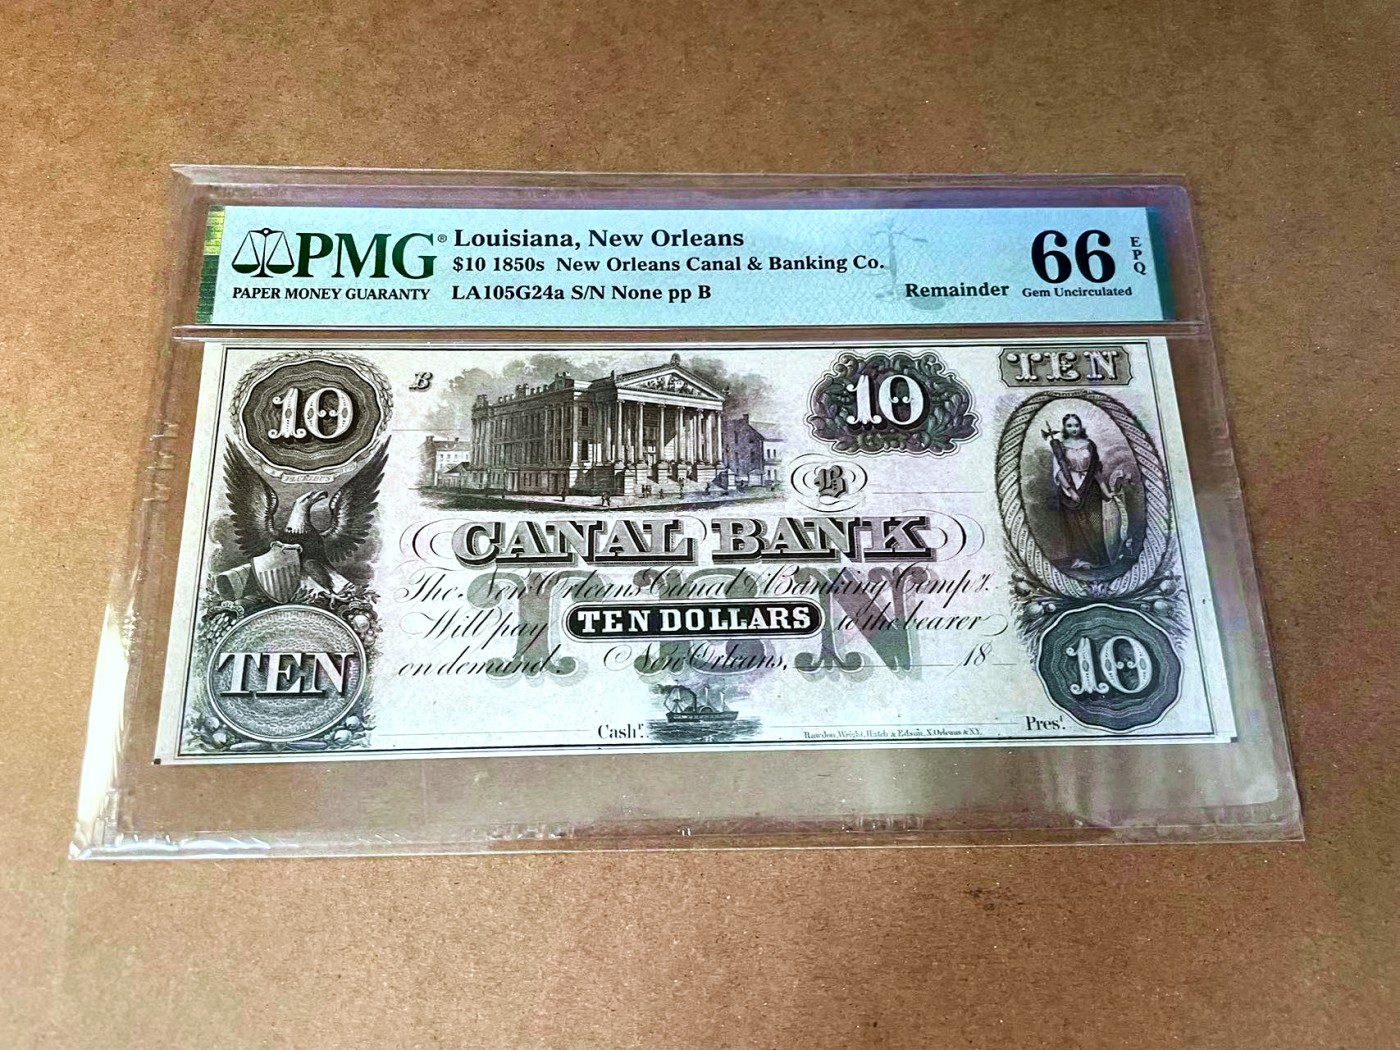 PMG®
PAPER MONEY GUARANTY
Louisiana, New Orleans
$10 1850s New Orleans Canal & Banking Co.
LA105G24a S/N None pp B
Remainder
66
EPQ
Gem Uncirculated
10
B
10
TEN
B
CANAL BANK
TEN
The New Orleans Canal & Banking Comp.y
Will pay TEN DOLLARS to the bearer
on demand. New Orleans, 18
TEN
10
Cash.r
Rawdon, Wright, Hatch & Edson, N.Orleans & N.Y.
Pres.t